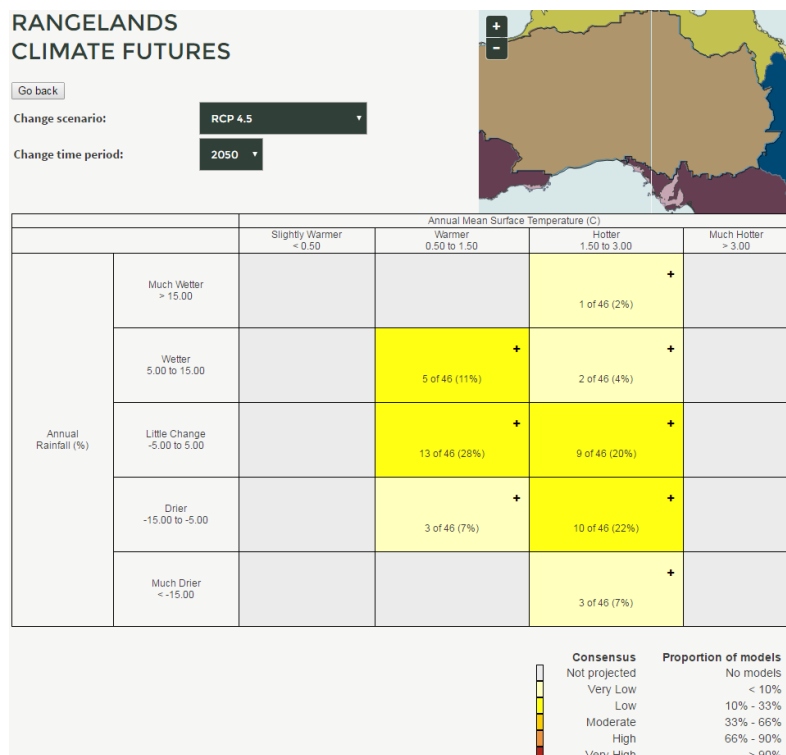 RANGELANDS
CLIMATE FUTURES
+
−
Go back
Change scenario:
RCP 4.5
Change time period:
2050
Annual Mean Surface Temperature (C)
Slightly Warmer
< 0.50
Warmer
0.50 to 1.50
Hotter
1.50 to 3.00
Much Hotter
> 3.00
Annual
Rainfall (%)
Much Wetter
> 15.00
+
1 of 46 (2%)
Wetter
5.00 to 15.00
+
5 of 46 (11%)
+
2 of 46 (4%)
Little Change
-5.00 to 5.00
+
13 of 46 (28%)
+
9 of 46 (20%)
Drier
-15.00 to -5.00
+
3 of 46 (7%)
+
10 of 46 (22%)
Much Drier
< -15.00
+
3 of 46 (7%)
Consensus Proportion of models
Not projected No models
Very Low < 10%
Low 10% - 33%
Moderate 33% - 66%
High 66% - 90%
Very High > 90%